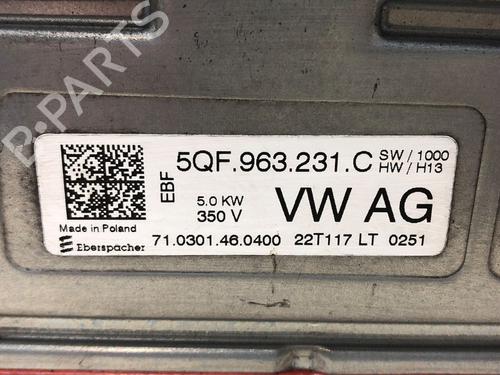 B-PARTS
5QF.963.231.C SW/1000
HW/H13
EBF
5.0 KW
350 V
VW AG
Made in Poland
Eberspächer
71.0301.46.0400 22T117 LT 0251